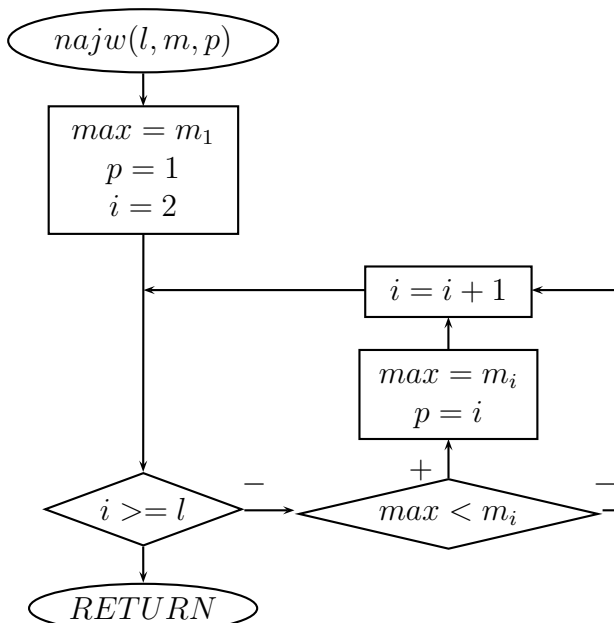 najw(l, m, p)
max = m₁
p = 1
i = 2
i = i + 1
max = mᵢ
p = i
+
−
−
i >= l
max < mᵢ
RETURN